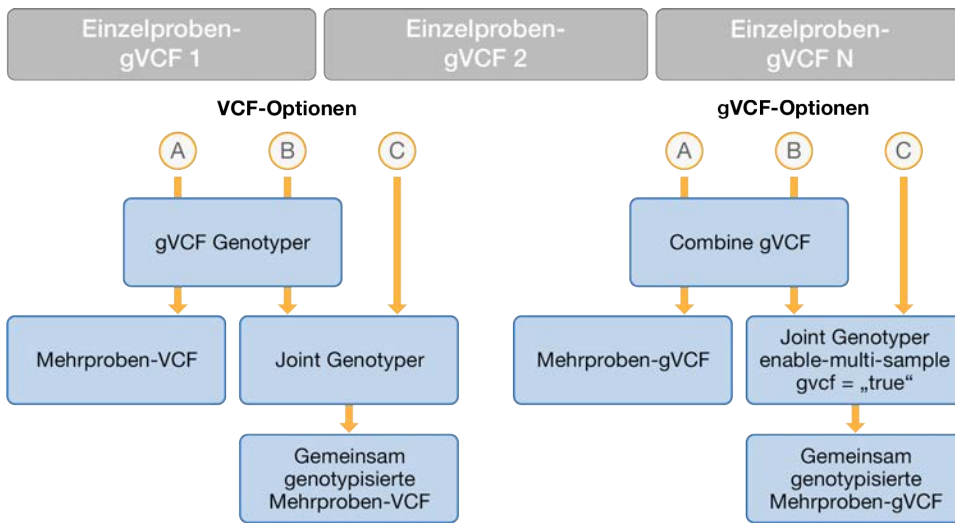 Einzelproben-
gVCF 1
Einzelproben-
gVCF 2
Einzelproben-
gVCF N
VCF-Optionen
gVCF-Optionen
A
B
C
A
B
C
gVCF Genotyper
Combine gVCF
Mehrproben-VCF
Joint Genotyper
Mehrproben-gVCF
Joint Genotyper
enable-multi-sample
gvcf = „true“
Gemeinsam
genotypisierte
Mehrproben-VCF
Gemeinsam
genotypisierte
Mehrproben-gVCF